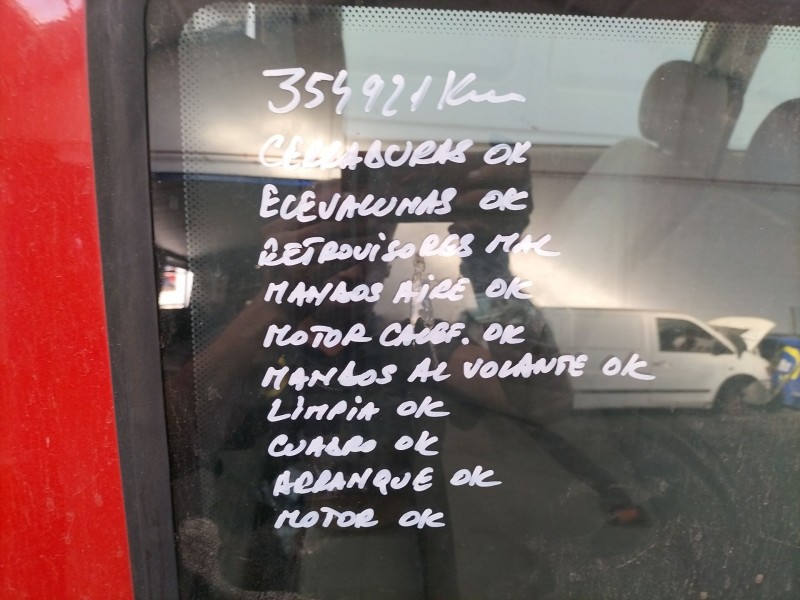 354921 Km
CERRADURAS OK
ELEVALUNAS OK
RETROVISORES MAL
MANDOS AIRE OK
MOTOR CALEF. OK
MANDOS AL VOLANTE OK
LIMPIA OK
CUADRO OK
ARRANQUE OK
MOTOR OK